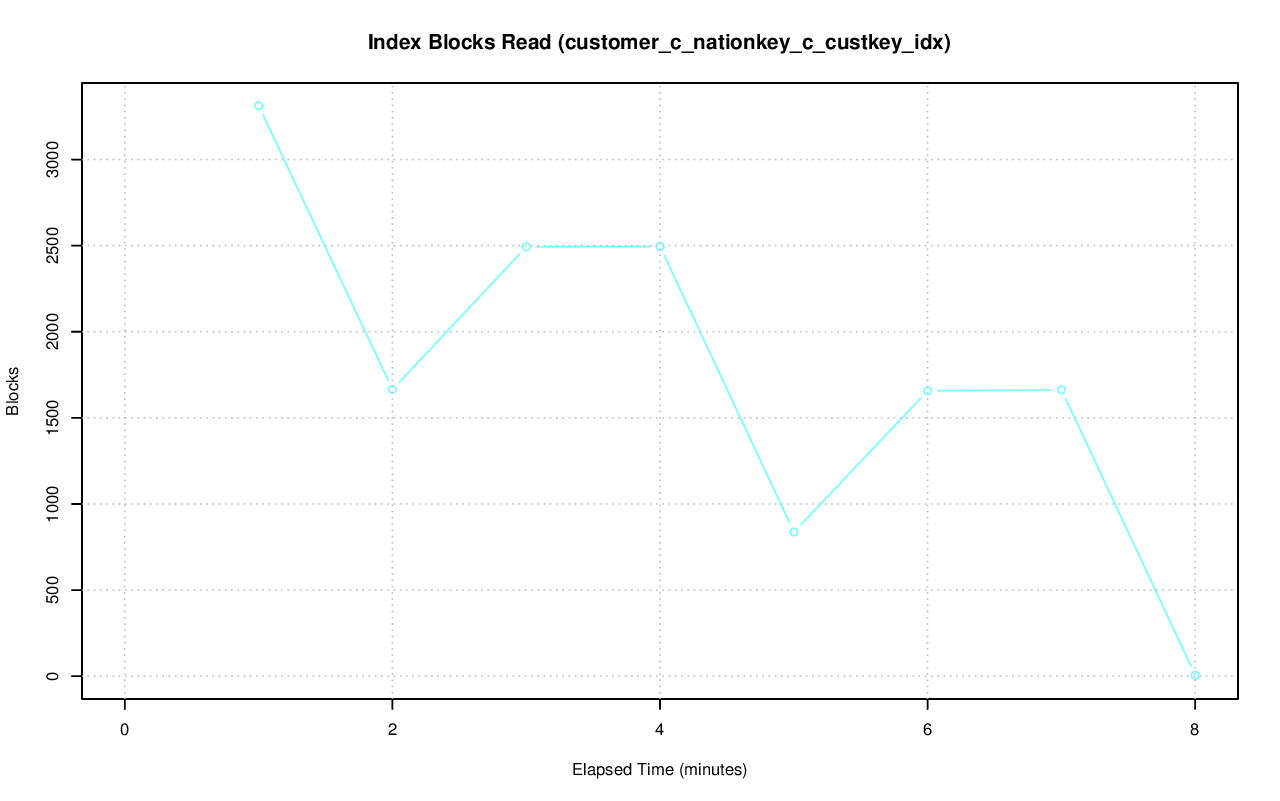 Index Blocks Read (customer_c_nationkey_c_custkey_idx)
Blocks
3000
2500
2000
1500
1000
500
0
0 2 4 6 8
Elapsed Time (minutes)